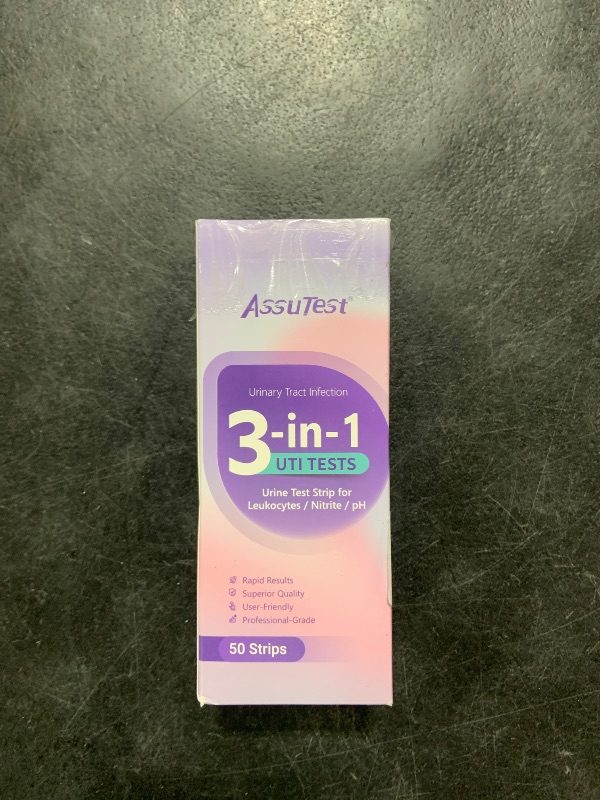 AssuTest®
Urinary Tract Infection
3-in-1
UTI TESTS
Urine Test Strip for
Leukocytes / Nitrite / pH
Rapid Results
Superior Quality
User-Friendly
Professional-Grade
50 Strips